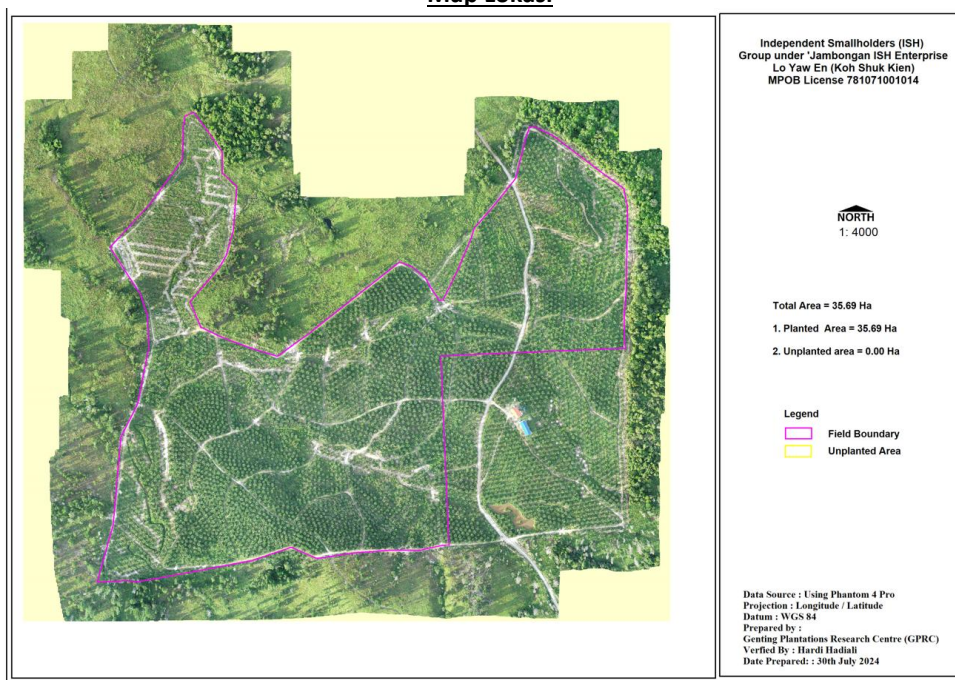 Map Lokasi
Independent Smallholders (ISH)
Group under 'Jambongan ISH Enterprise
Lo Yaw En (Koh Shuk Kien)
MPOB License 781071001014
NORTH
1: 4000
Total Area = 35.69 Ha
1. Planted Area = 35.69 Ha
2. Unplanted area = 0.00 Ha
Legend
Field Boundary
Unplanted Area
Data Source : Using Phantom 4 Pro
Projection : Longitude / Latitude
Datum : WGS 84
Prepared by :
Genting Plantations Research Centre (GPRC)
Verfied By : Hardi Hadiali
Date Prepared: : 30th July 2024